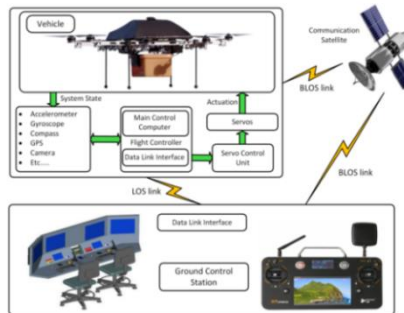 Vehicle
Communication
Satellite
System State
Actuation
BLOS link
Accelerometer
Gyroscope
Compass
GPS
Camera
Etc.....
Main Control
Computer
Flight Controller
Data Link Interface
Servos
Servo Control
Unit
LOS link
BLOS link
Data Link Interface
Ground Control
Station